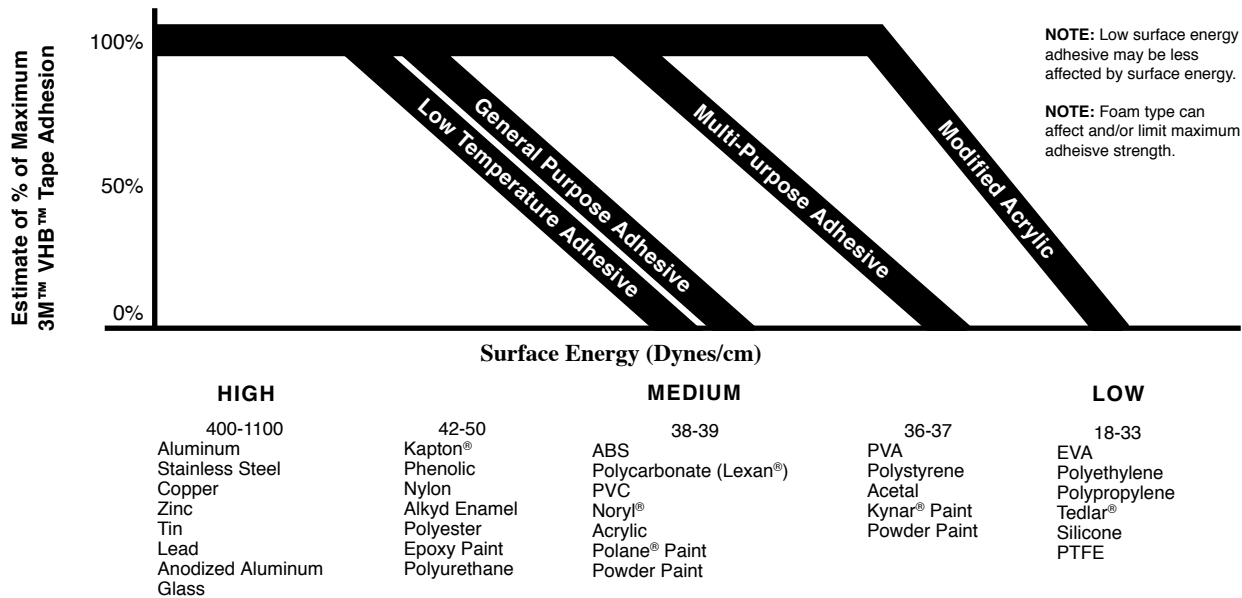 Estimate of % of Maximum
3M™ VHB™ Tape Adhesion
100%
50%
0%
Low Temperature Adhesive
General Purpose Adhesive
Multi-Purpose Adhesive
Modified Acrylic
NOTE: Low surface energy
adhesive may be less
affected by surface energy.
NOTE: Foam type can
affect and/or limit maximum
adheisve strength.
Surface Energy (Dynes/cm)
HIGH
400-1100
Aluminum
Stainless Steel
Copper
Zinc
Tin
Lead
Anodized Aluminum
Glass
42-50
Kapton®
Phenolic
Nylon
Alkyd Enamel
Polyester
Epoxy Paint
Polyurethane
MEDIUM
38-39
ABS
Polycarbonate (Lexan®)
PVC
Noryl®
Acrylic
Polane® Paint
Powder Paint
36-37
PVA
Polystyrene
Acetal
Kynar® Paint
Powder Paint
LOW
18-33
EVA
Polyethylene
Polypropylene
Tedlar®
Silicone
PTFE